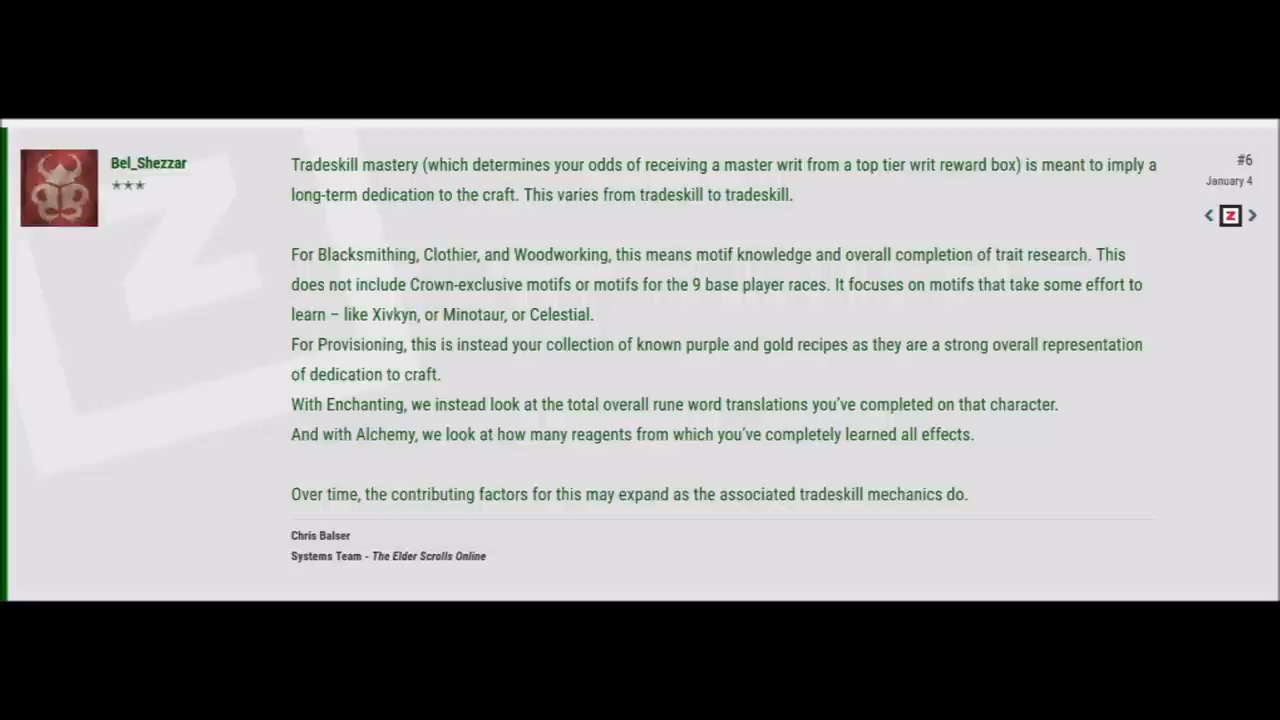 Bel_Shezzar
★★★
Tradeskill mastery (which determines your odds of receiving a master writ from a top tier writ reward box) is meant to imply a
long-term dedication to the craft. This varies from tradeskill to tradeskill.
For Blacksmithing, Clothier, and Woodworking, this means motif knowledge and overall completion of trait research. This
does not include Crown-exclusive motifs or motifs for the 9 base player races. It focuses on motifs that take some effort to
learn – like Xivkyn, or Minotaur, or Celestial.
For Provisioning, this is instead your collection of known purple and gold recipes as they are a strong overall representation
of dedication to craft.
With Enchanting, we instead look at the total overall rune word translations you've completed on that character.
And with Alchemy, we look at how many reagents from which you've completely learned all effects.
Over time, the contributing factors for this may expand as the associated tradeskill mechanics do.
Chris Balser
Systems Team - The Elder Scrolls Online
#6
January 4
< Z >